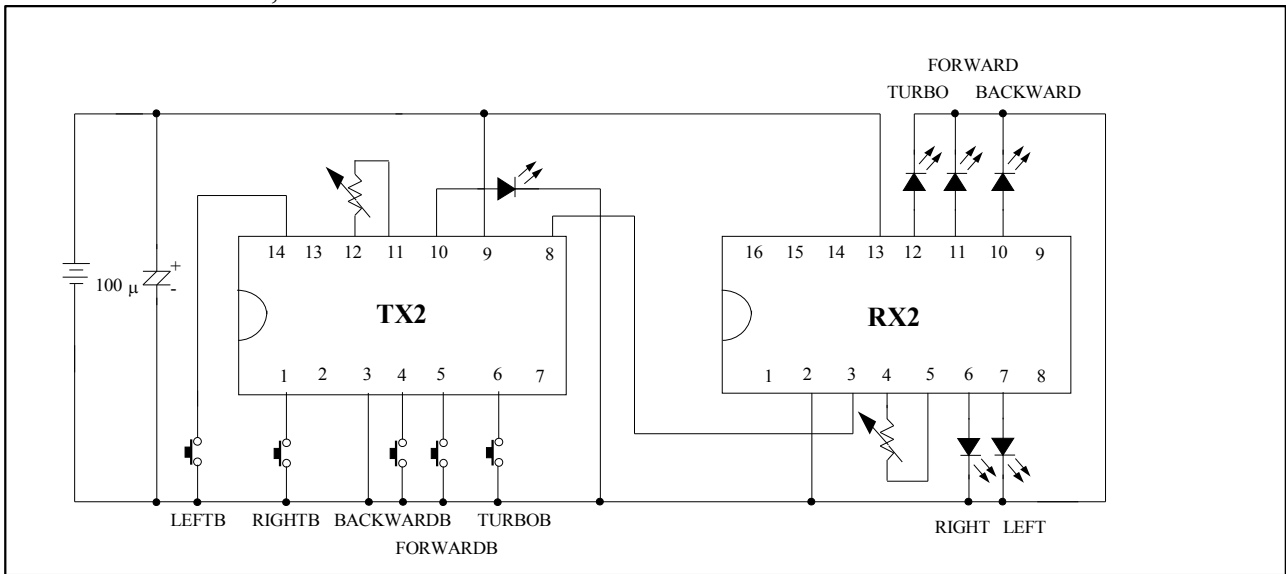 FORWARD
TURBO BACKWARD
+
100 µ
-
14 13 12 11 10 9 8
TX2
1 2 3 4 5 6 7
16 15 14 13 12 11 10 9
RX2
1 2 3 4 5 6 7 8
LEFTB RIGHTB BACKWARDB TURBOB
FORWARDB
RIGHT LEFT